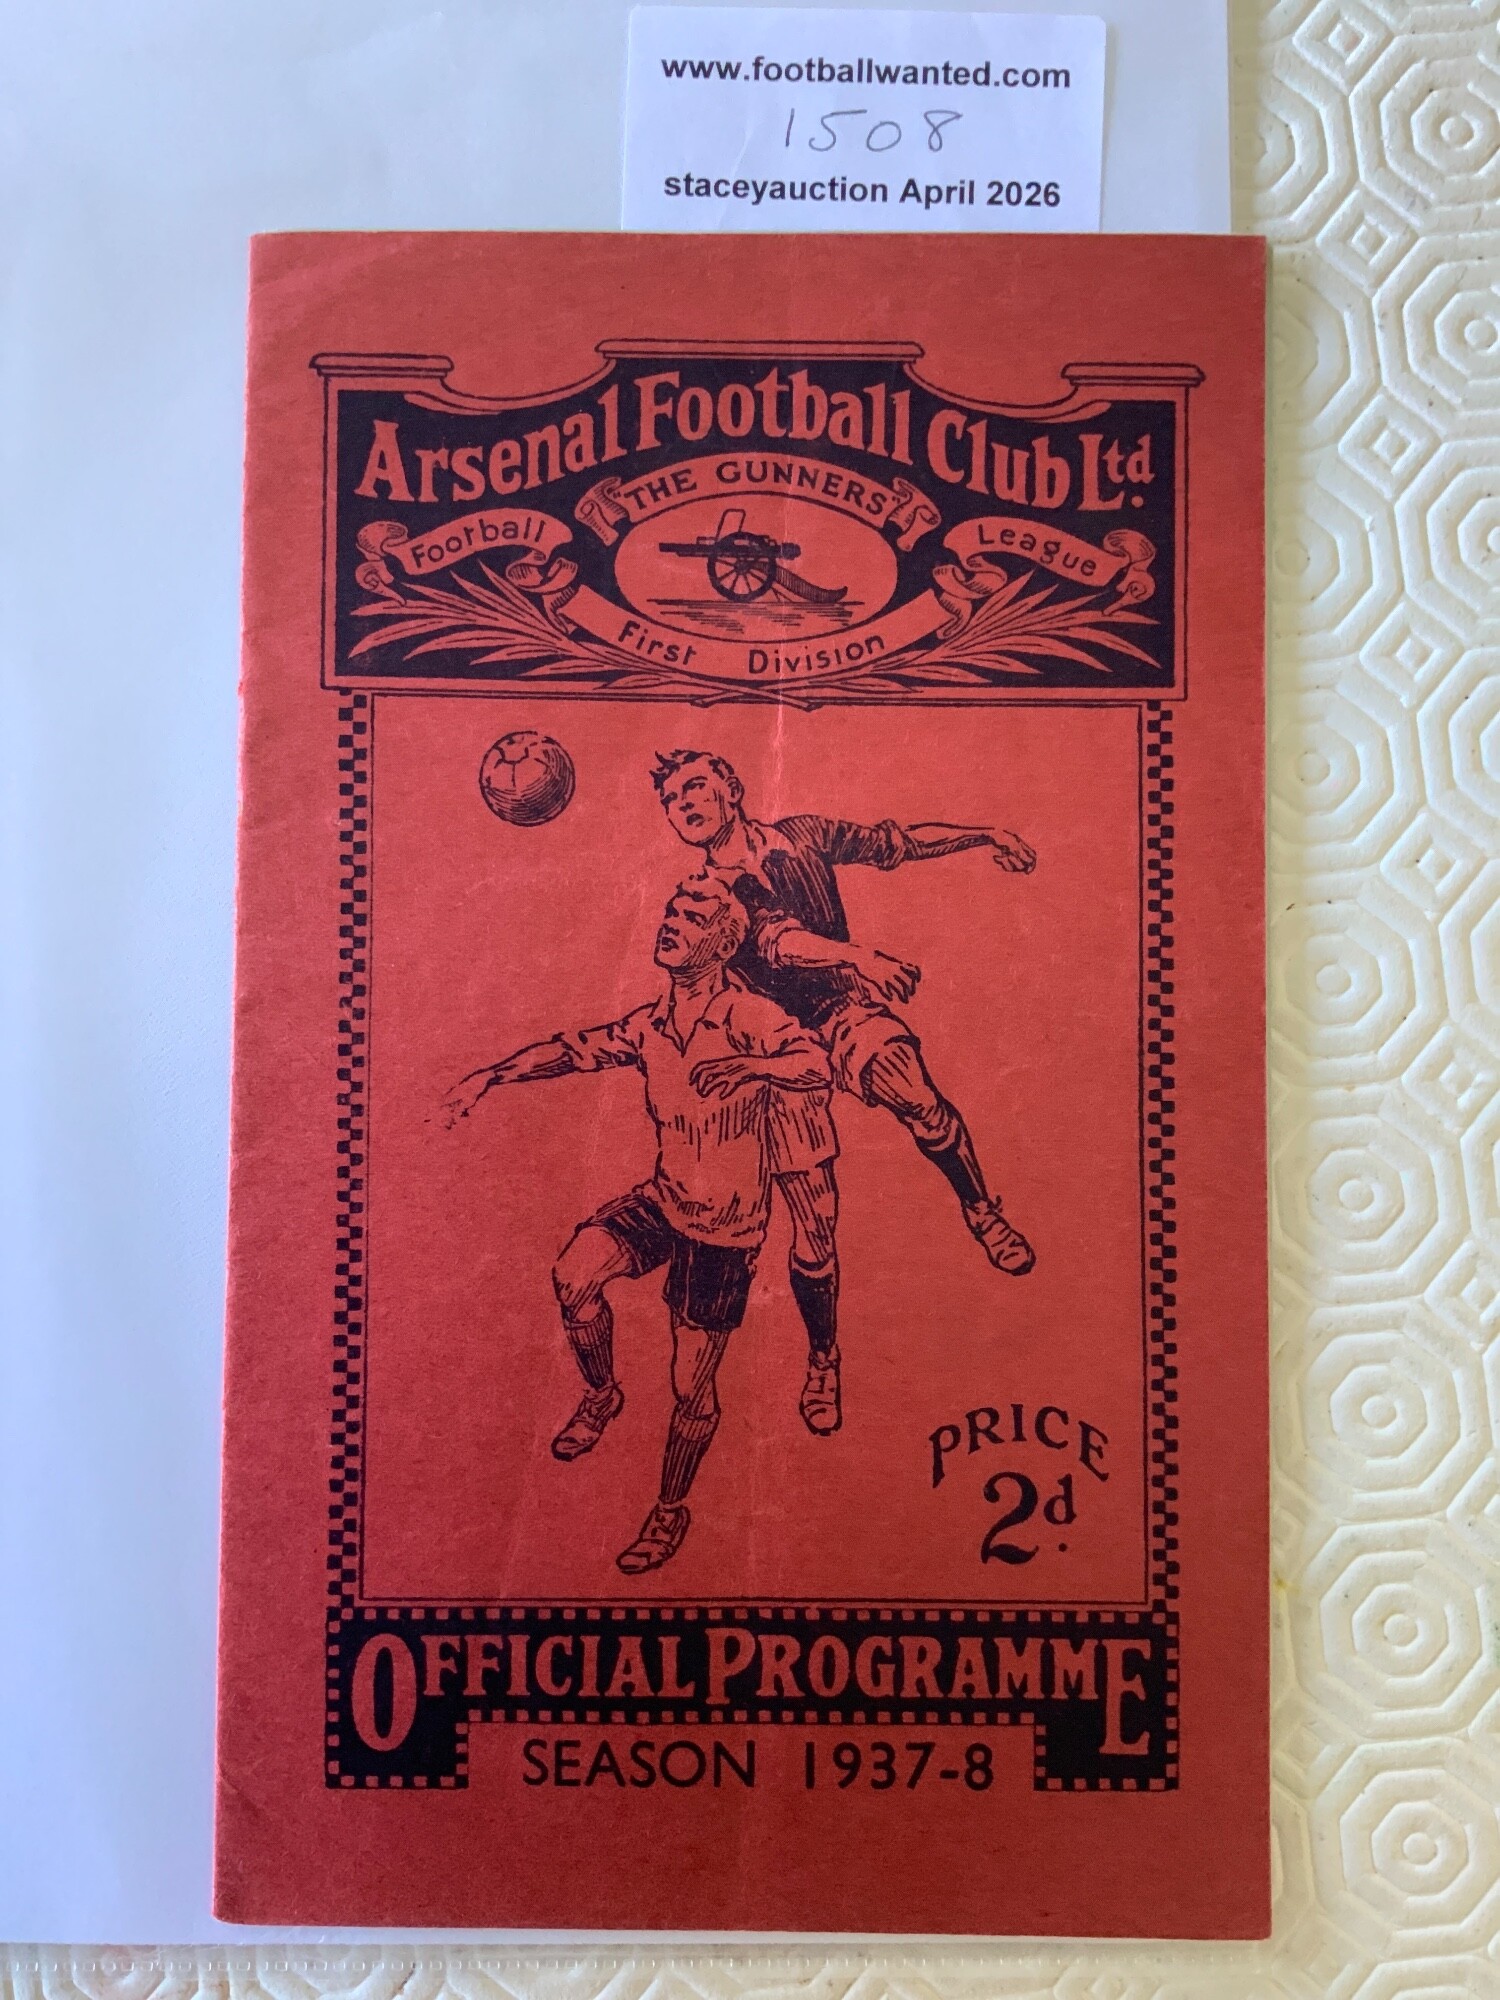 www.footballwanted.com
1508
staceyauction April 2026
Arsenal Football Club Ltd.
"THE GUNNERS"
Football League
First Division
PRICE
2d.
OFFICIAL PROGRAMME
SEASON 1937-8